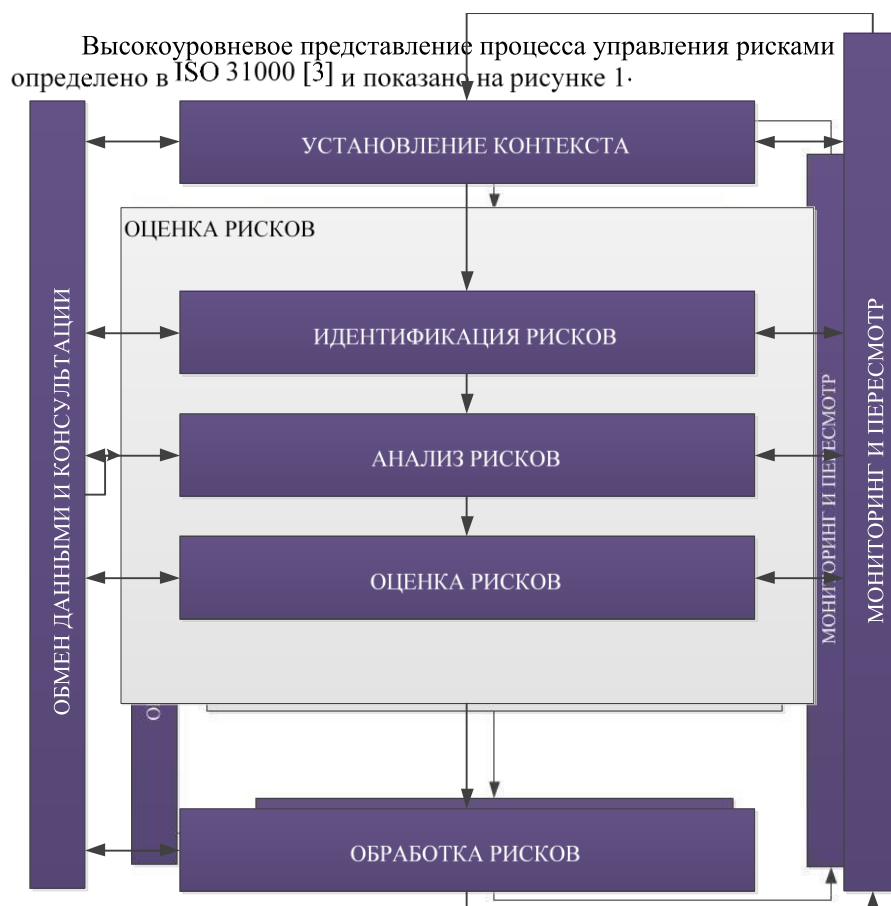 Высокоуровневое представление процесса управления рисками
определено в ISO 31000 [3] и показано на рисунке 1.
УСТАНОВЛЕНИЕ КОНТЕКСТА
ОЦЕНКА РИСКОВ
ИДЕНТИФИКАЦИЯ РИСКОВ
АНАЛИЗ РИСКОВ
ОЦЕНКА РИСКОВ
ОБРАБОТКА РИСКОВ
ОБМЕН ДАННЫМИ И КОНСУЛЬТАЦИИ
МОНИТОРИНГ И ПЕРЕСМОТР
МОНИТОРИНГ И ПЕРЕСМОТР